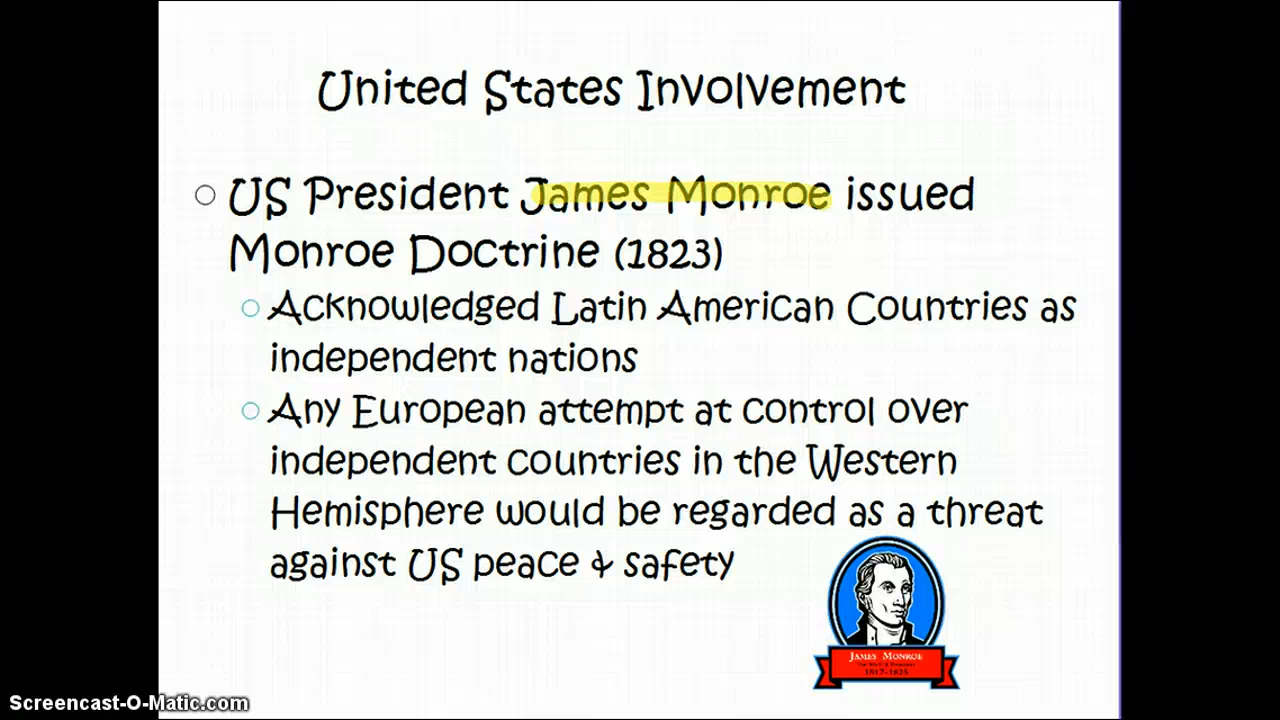 United States Involvement
US President James Monroe issued
Monroe Doctrine (1823)
Acknowledged Latin American Countries as
independent nations
Any European attempt at control over
independent countries in the Western
Hemisphere would be regarded as a threat
against US peace & safety
JAMES MONROE
1817-1825
Screencast-O-Matic.com